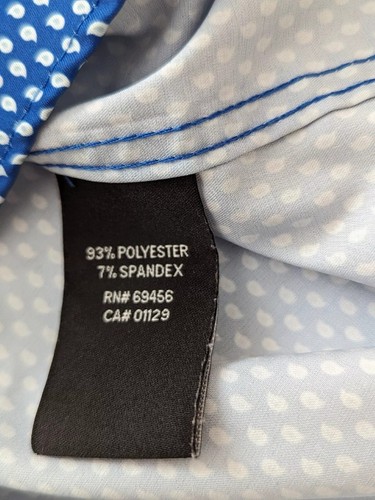 93% POLYESTER
7% SPANDEX
RN# 69456
CA# 01129